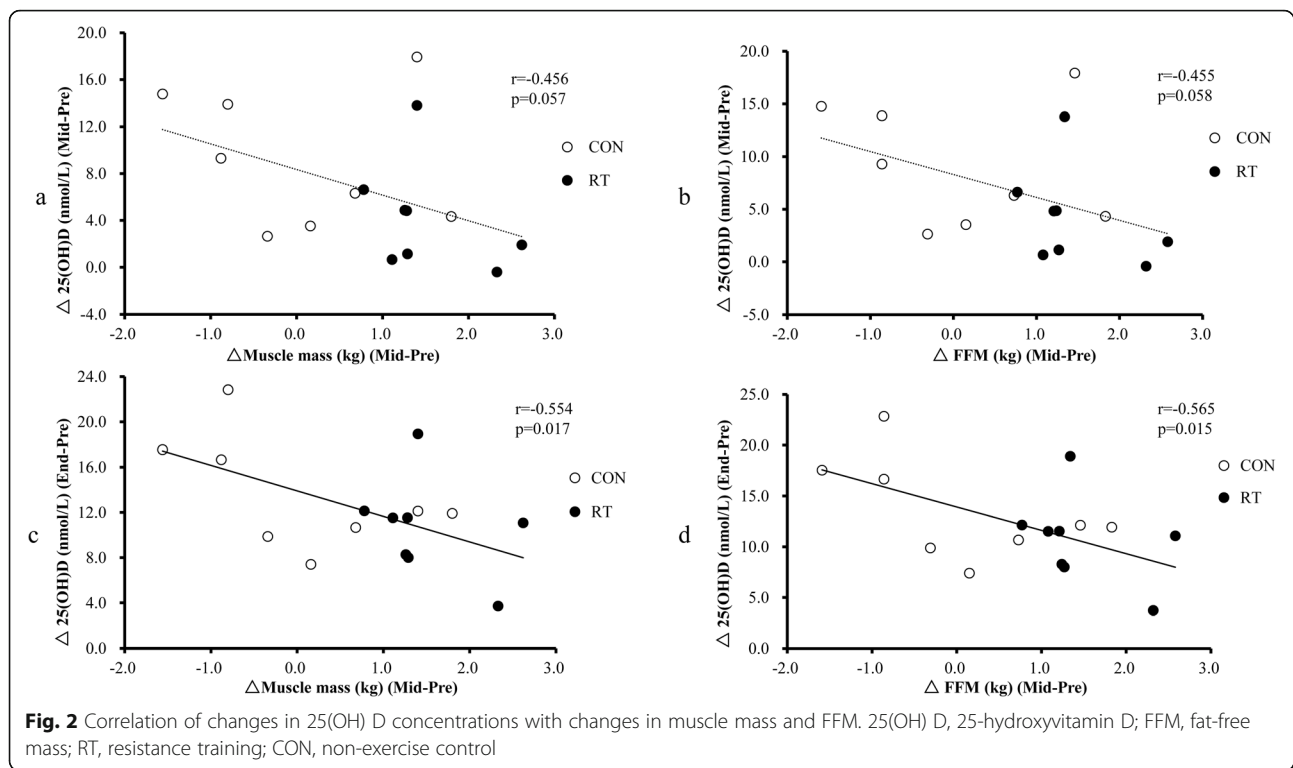 20.0
16.0
12.0
8.0
4.0
0.0
-4.0
-2.0 -1.0 0.0 1.0 2.0 3.0
△ 25(OH)D (nmol/L) (Mid-Pre)
△Muscle mass (kg) (Mid-Pre)
r=-0.456
p=0.057
CON
RT
a
20.0
15.0
10.0
5.0
0.0
-5.0
-2.0 -1.0 0.0 1.0 2.0 3.0
△ 25(OH)D (nmol/L) (Mid-Pre)
△ FFM (kg) (Mid-Pre)
r=-0.455
p=0.058
CON
RT
b
24.0
20.0
16.0
12.0
8.0
4.0
0.0
-2.0 -1.0 0.0 1.0 2.0 3.0
△ 25(OH)D (nmol/L) (End-Pre)
△Muscle mass (kg) (Mid-Pre)
r=-0.554
p=0.017
CON
RT
c
25.0
20.0
15.0
10.0
5.0
0.0
-2.0 -1.0 0.0 1.0 2.0 3.0
△ 25(OH)D (nmol/L) (End-Pre)
△ FFM (kg) (Mid-Pre)
r=-0.565
p=0.015
CON
RT
d
Fig. 2 Correlation of changes in 25(OH) D concentrations with changes in muscle mass and FFM. 25(OH) D, 25-hydroxyvitamin D; FFM, fat-free
mass; RT, resistance training; CON, non-exercise control